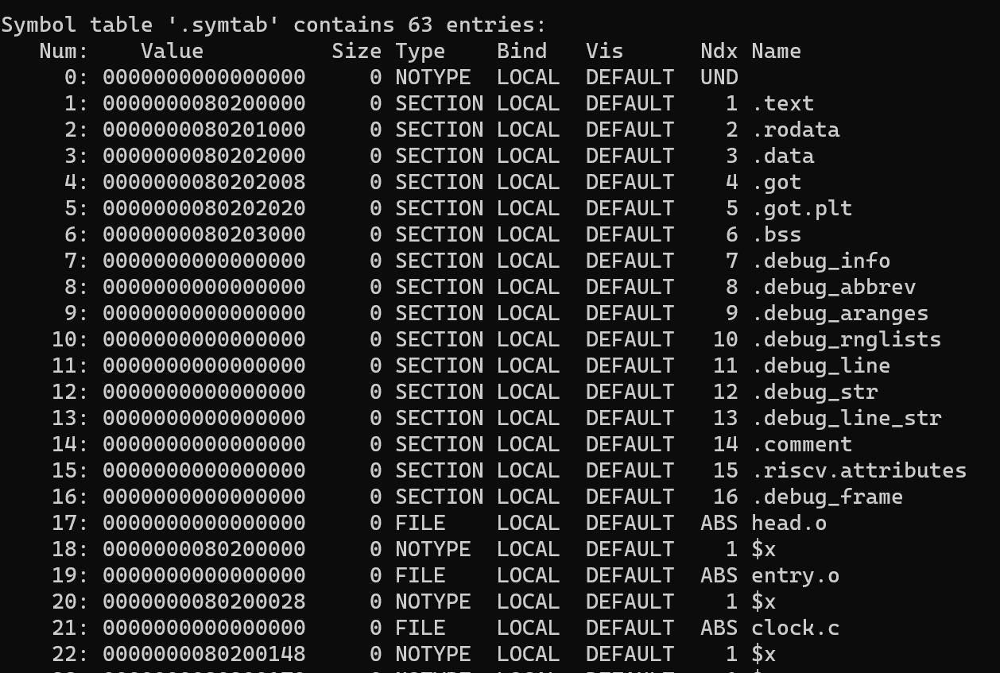 Symbol table '.symtab' contains 63 entries:
   Num:    Value          Size Type    Bind   Vis      Ndx Name
     0: 0000000000000000     0 NOTYPE  LOCAL  DEFAULT  UND
     1: 0000000080200000     0 SECTION LOCAL  DEFAULT    1 .text
     2: 0000000080201000     0 SECTION LOCAL  DEFAULT    2 .rodata
     3: 0000000080202000     0 SECTION LOCAL  DEFAULT    3 .data
     4: 0000000080202008     0 SECTION LOCAL  DEFAULT    4 .got
     5: 0000000080202020     0 SECTION LOCAL  DEFAULT    5 .got.plt
     6: 0000000080203000     0 SECTION LOCAL  DEFAULT    6 .bss
     7: 0000000000000000     0 SECTION LOCAL  DEFAULT    7 .debug_info
     8: 0000000000000000     0 SECTION LOCAL  DEFAULT    8 .debug_abbrev
     9: 0000000000000000     0 SECTION LOCAL  DEFAULT    9 .debug_aranges
    10: 0000000000000000     0 SECTION LOCAL  DEFAULT   10 .debug_rnglists
    11: 0000000000000000     0 SECTION LOCAL  DEFAULT   11 .debug_line
    12: 0000000000000000     0 SECTION LOCAL  DEFAULT   12 .debug_str
    13: 0000000000000000     0 SECTION LOCAL  DEFAULT   13 .debug_line_str
    14: 0000000000000000     0 SECTION LOCAL  DEFAULT   14 .comment
    15: 0000000000000000     0 SECTION LOCAL  DEFAULT   15 .riscv.attributes
    16: 0000000000000000     0 SECTION LOCAL  DEFAULT   16 .debug_frame
    17: 0000000000000000     0 FILE    LOCAL  DEFAULT  ABS head.o
    18: 0000000080200000     0 NOTYPE  LOCAL  DEFAULT    1 $x
    19: 0000000000000000     0 FILE    LOCAL  DEFAULT  ABS entry.o
    20: 0000000080200028     0 NOTYPE  LOCAL  DEFAULT    1 $x
    21: 0000000000000000     0 FILE    LOCAL  DEFAULT  ABS clock.c
    22: 0000000080200148     0 NOTYPE  LOCAL  DEFAULT    1 $x